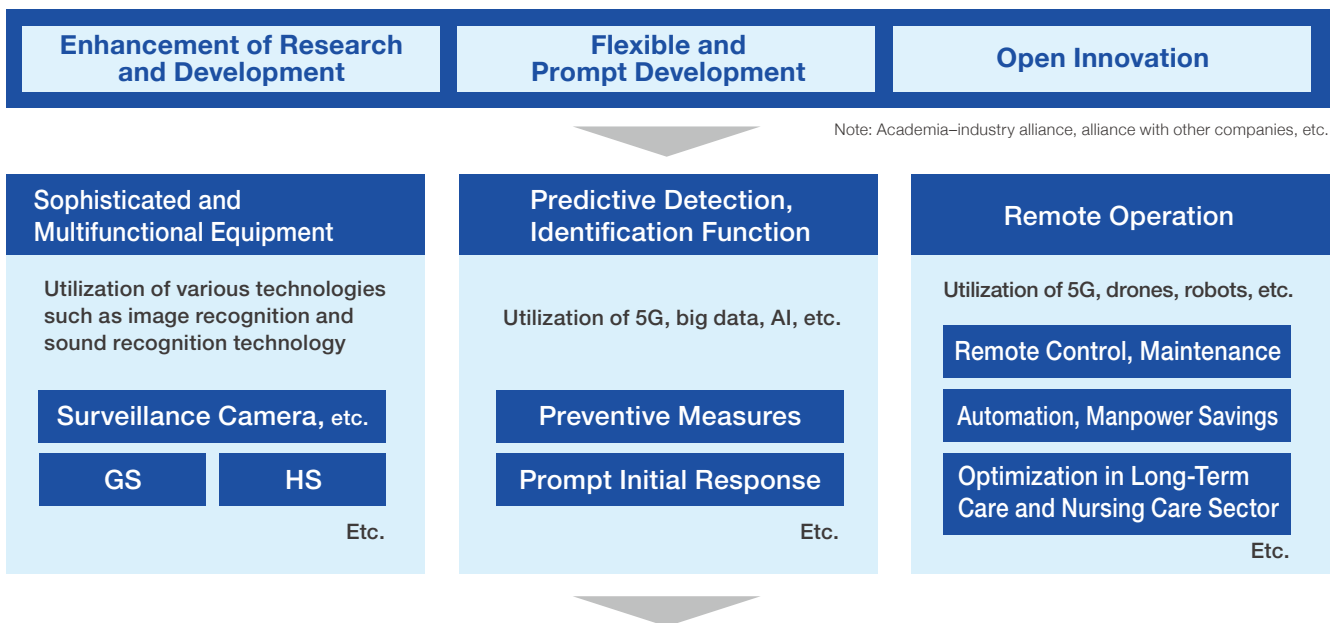 Enhancement of Research
and Development
Flexible and
Prompt Development
Open Innovation
Note: Academia–industry alliance, alliance with other companies, etc.
Sophisticated and
Multifunctional Equipment
Utilization of various technologies
such as image recognition and
sound recognition technology
Surveillance Camera, etc.
GS
HS
Etc.
Predictive Detection,
Identification Function
Utilization of 5G, big data, AI, etc.
Preventive Measures
Prompt Initial Response
Etc.
Remote Operation
Utilization of 5G, drones, robots, etc.
Remote Control, Maintenance
Automation, Manpower Savings
Optimization in Long-Term
Care and Nursing Care Sector
Etc.